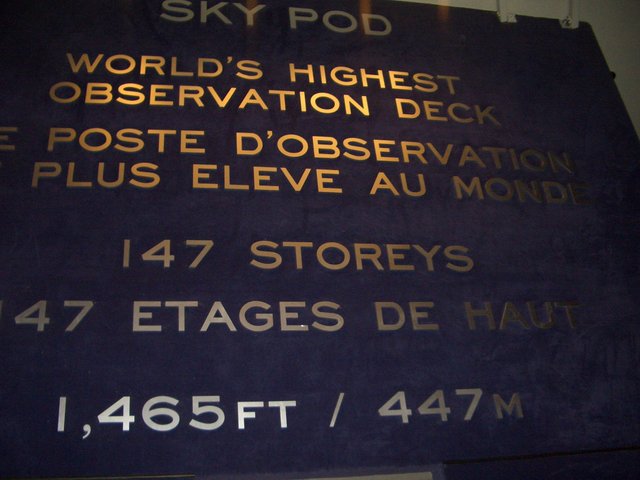 SKY POD
WORLD'S HIGHEST
OBSERVATION DECK
E POSTE D'OBSERVATION
PLUS ELEVE AU MONDE
147 STOREYS
147 ETAGES DE HAUT
1,465FT / 447M